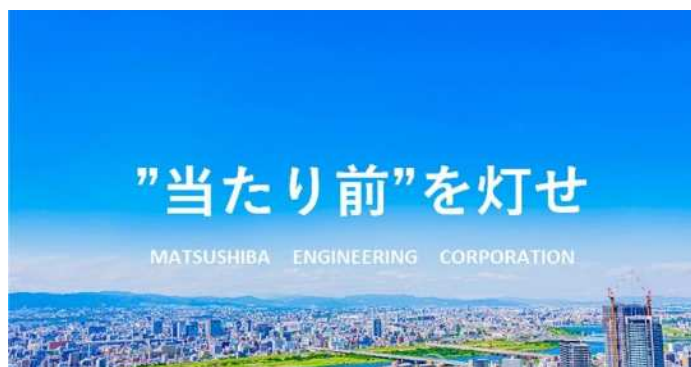 ”当たり前”を灯せ
MATSUSHIBA ENGINEERING CORPORATION